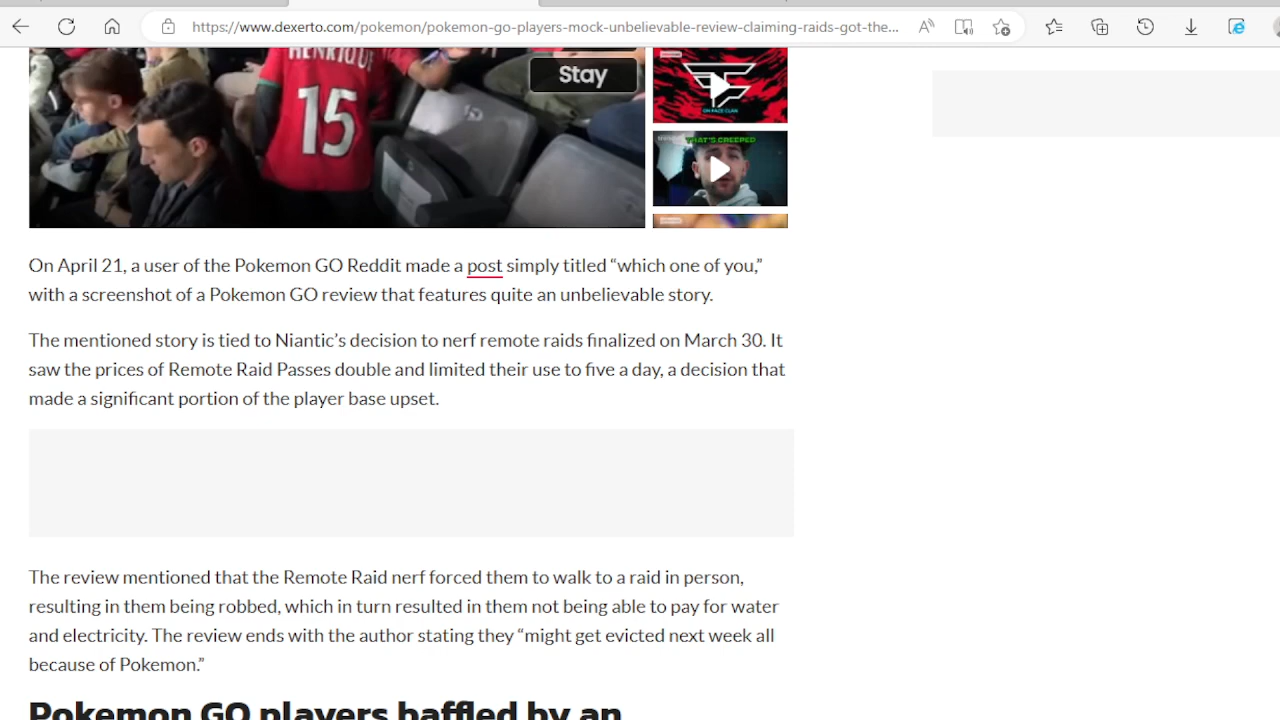 https://www.dexerto.com/pokemon/pokemon-go-players-mock-unbelievable-review-claiming-raids-got-the...
HENRIQUE
15
Stay
THAT'S CREEPED
On April 21, a user of the Pokemon GO Reddit made a post simply titled “which one of you,”
with a screenshot of a Pokemon GO review that features quite an unbelievable story.
The mentioned story is tied to Niantic’s decision to nerf remote raids finalized on March 30. It
saw the prices of Remote Raid Passes double and limited their use to five a day, a decision that
made a significant portion of the player base upset.
The review mentioned that the Remote Raid nerf forced them to walk to a raid in person,
resulting in them being robbed, which in turn resulted in them not being able to pay for water
and electricity. The review ends with the author stating they “might get evicted next week all
because of Pokemon.”
Pokemon GO players baffled by an